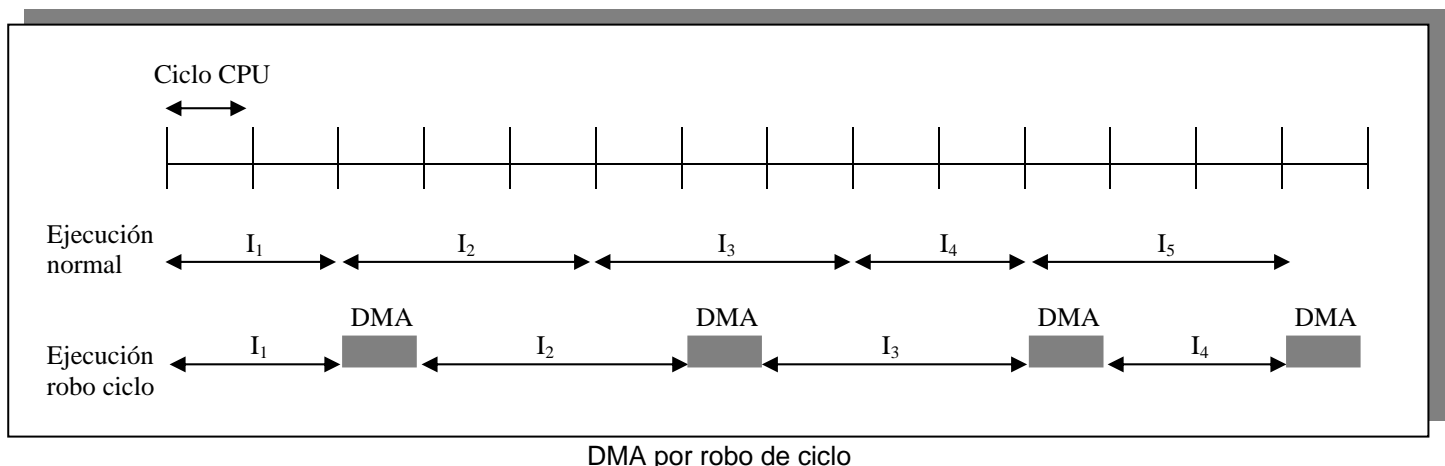 Ciclo CPU
Ejecución
normal
I₁ I₂ I₃ I₄ I₅
DMA DMA DMA DMA
Ejecución
robo ciclo
I₁ I₂ I₃ I₄
DMA por robo de ciclo